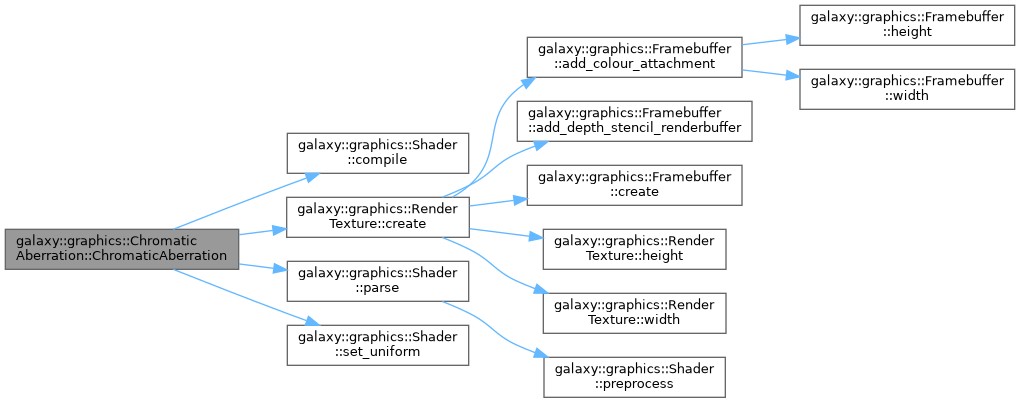 galaxy::graphics::Chromatic
Aberration::ChromaticAberration
galaxy::graphics::Shader
::compile
galaxy::graphics::Render
Texture::create
galaxy::graphics::Shader
::parse
galaxy::graphics::Shader
::set_uniform
galaxy::graphics::Framebuffer
::add_colour_attachment
galaxy::graphics::Framebuffer
::add_depth_stencil_renderbuffer
galaxy::graphics::Framebuffer
::create
galaxy::graphics::Render
Texture::height
galaxy::graphics::Render
Texture::width
galaxy::graphics::Shader
::preprocess
galaxy::graphics::Framebuffer
::height
galaxy::graphics::Framebuffer
::width